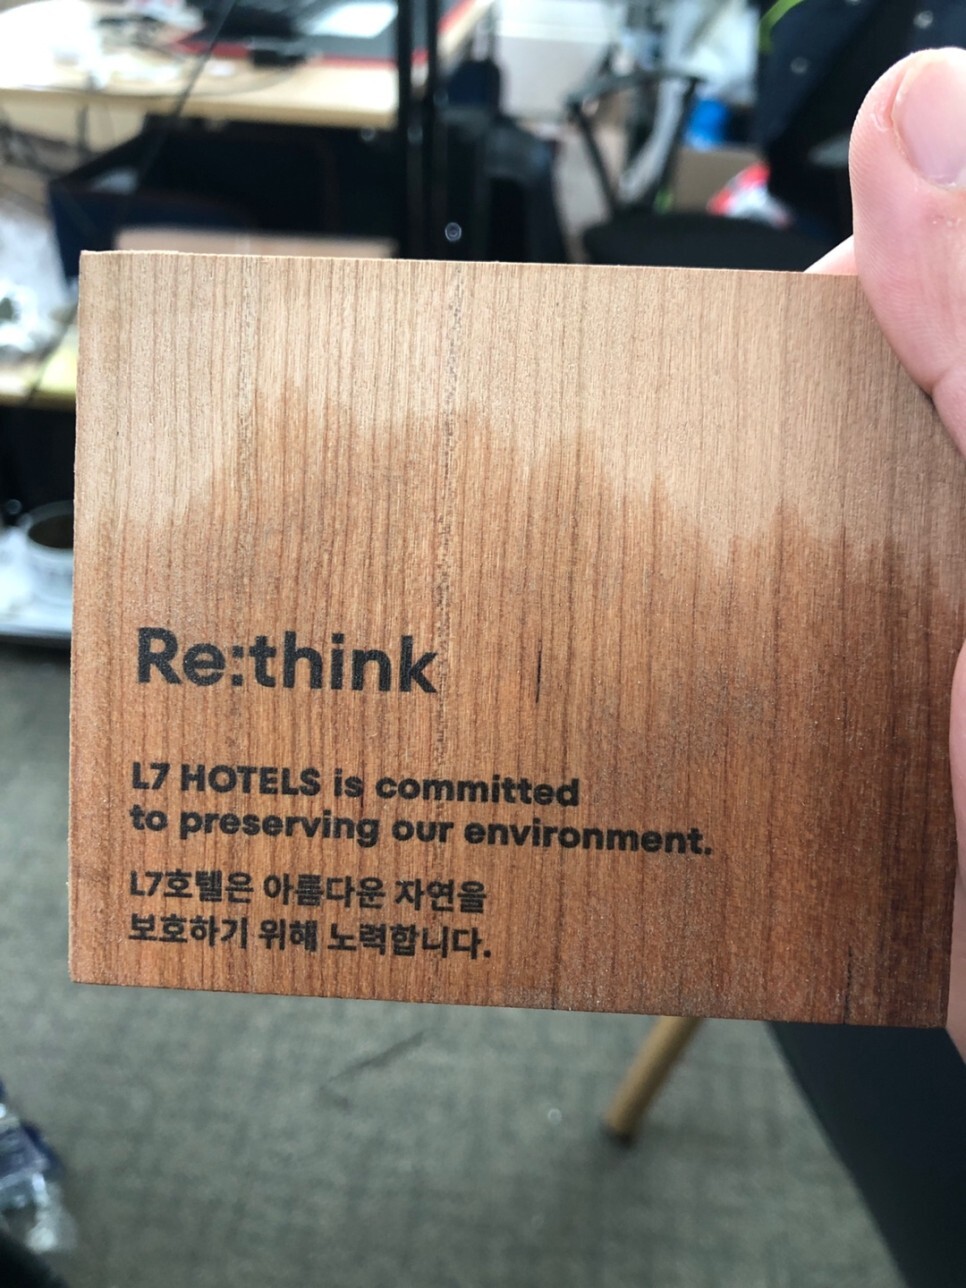 Re:think
L7 HOTELS is committed
to preserving our environment.
L7호텔은 아름다운 자연을
보호하기 위해 노력합니다.